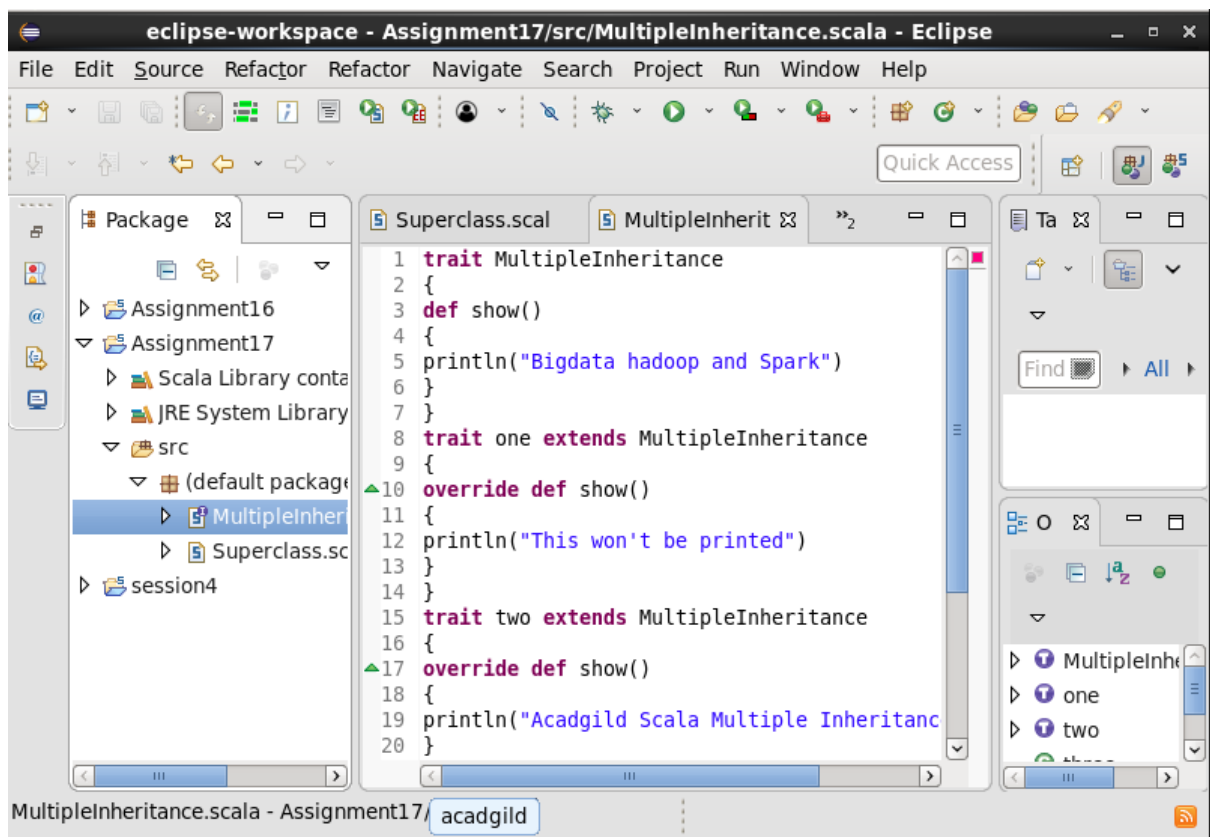 eclipse-workspace - Assignment17/src/MultipleInheritance.scala - Eclipse
File Edit Source Refactor Refactor Navigate Search Project Run Window Help
Quick Access
Package
Assignment16
Assignment17
Scala Library conta
JRE System Library
src
(default package
MultipleInheri
Superclass.sc
session4
Superclass.scal MultipleInherit »2
1 trait MultipleInheritance
2 {
3 def show()
4 {
5 println("Bigdata hadoop and Spark")
6 }
7 }
8 trait one extends MultipleInheritance
9 {
10 override def show()
11 {
12 println("This won't be printed")
13 }
14 }
15 trait two extends MultipleInheritance
16 {
17 override def show()
18 {
19 println("Acadgild Scala Multiple Inheritanc
20 }
Ta
Find All
O
MultipleInhe
one
two
three
MultipleInheritance.scala - Assignment17/
acadgild